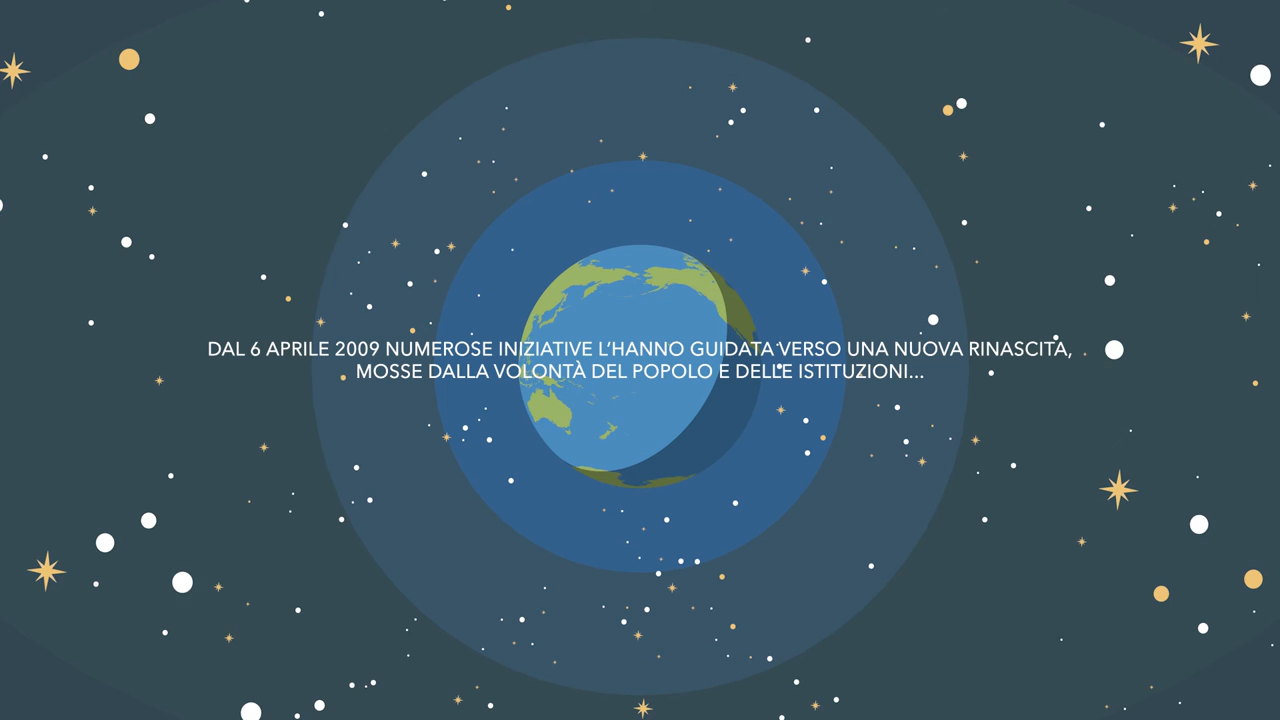 DAL 6 APRILE 2009 NUMEROSE INIZIATIVE L’HANNO GUIDATA VERSO UNA NUOVA RINASCITA,
MOSSE DALLA VOLONTÀ DEL POPOLO E DELLE ISTITUZIONI...